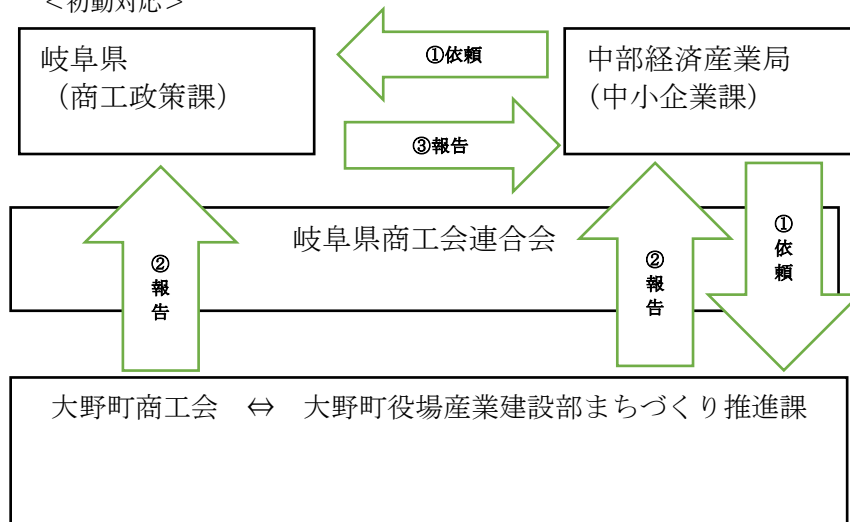 <初動対応>
岐阜県
(商工政策課)
①依頼
中部経済産業局
(中小企業課)
③報告
岐阜県商工会連合会
②報告
②報告
①依頼
大野町商工会 ⇔ 大野町役場産業建設部まちづくり推進課